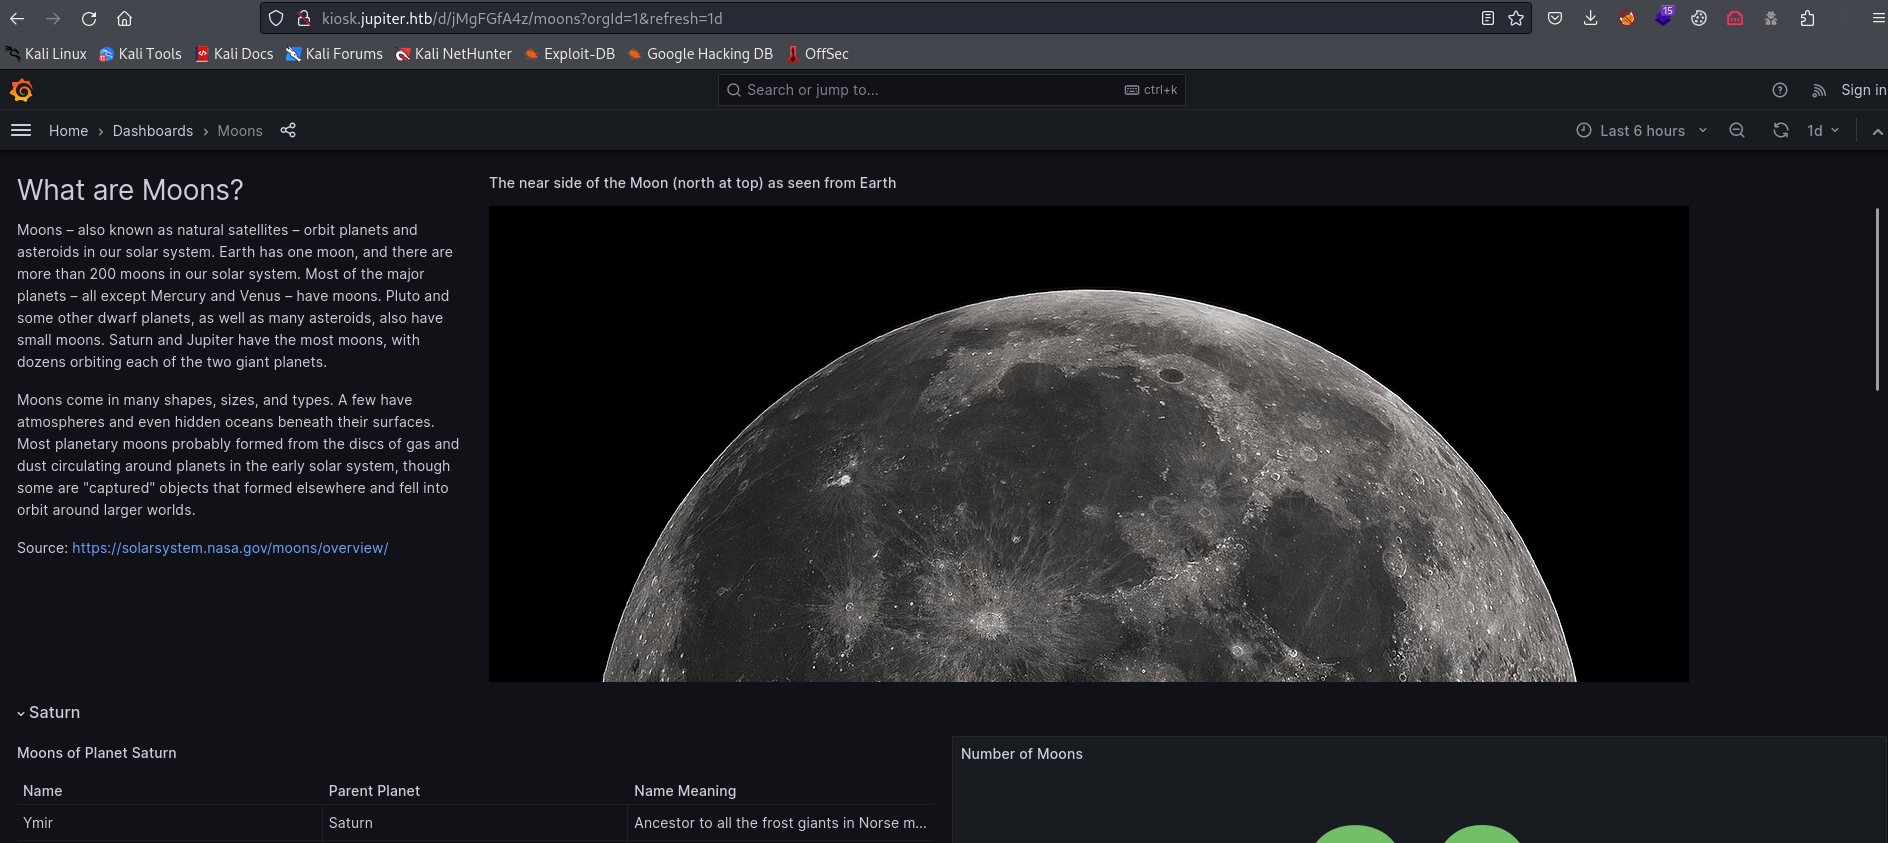 kiosk.jupiter.htb/d/jMgFGfA4z/moons?orgId=1&refresh=1d
15
Kali Linux Kali Tools Kali Docs Kali Forums Kali NetHunter Exploit-DB Google Hacking DB OffSec
Search or jump to... ctrl+k Sign in
Home › Dashboards › Moons Last 6 hours 1d
What are Moons?
Moons – also known as natural satellites – orbit planets and
asteroids in our solar system. Earth has one moon, and there are
more than 200 moons in our solar system. Most of the major
planets – all except Mercury and Venus – have moons. Pluto and
some other dwarf planets, as well as many asteroids, also have
small moons. Saturn and Jupiter have the most moons, with
dozens orbiting each of the two giant planets.
Moons come in many shapes, sizes, and types. A few have
atmospheres and even hidden oceans beneath their surfaces.
Most planetary moons probably formed from the discs of gas and
dust circulating around planets in the early solar system, though
some are "captured" objects that formed elsewhere and fell into
orbit around larger worlds.
Source: https://solarsystem.nasa.gov/moons/overview/
The near side of the Moon (north at top) as seen from Earth
Saturn
Moons of Planet Saturn
Name Parent Planet Name Meaning
Ymir Saturn Ancestor to all the frost giants in Norse m...
Number of Moons